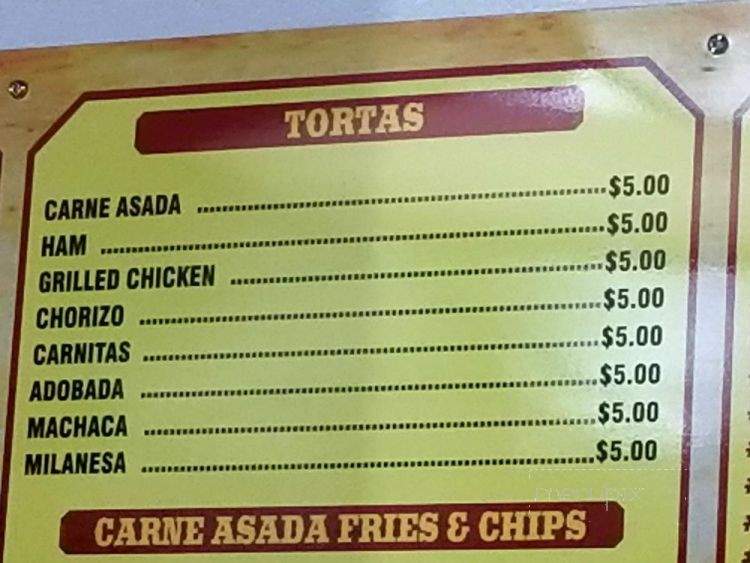 TORTAS
CARNE ASADA ........ $5.00
HAM ........ $5.00
GRILLED CHICKEN ........ $5.00
CHORIZO ........ $5.00
CARNITAS ........ $5.00
ADOBADA ........ $5.00
MACHACA ........ $5.00
MILANESA ........ $5.00
CARNE ASADA FRIES & CHIPS